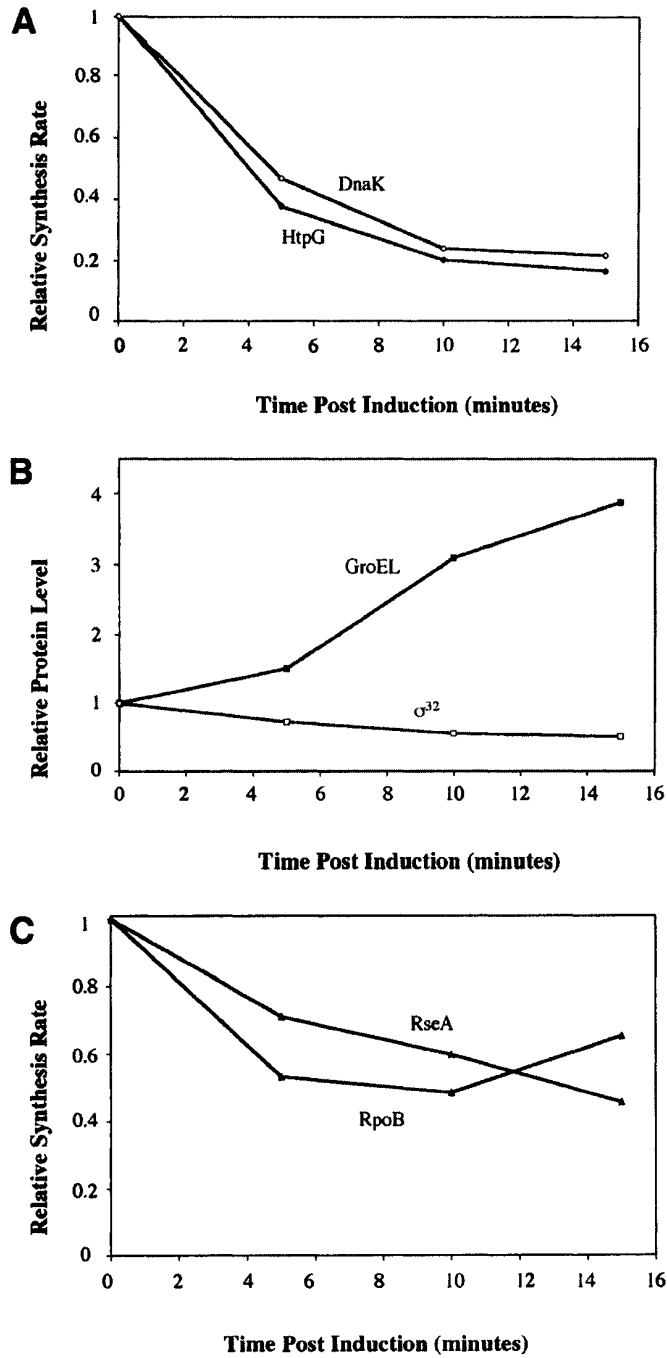 A
Relative Synthesis Rate
1
0.8
0.6
0.4
0.2
0
DnaK
HtpG
0 2 4 6 8 10 12 14 16
Time Post Induction (minutes)
B
Relative Protein Level
4
3
2
1
0
GroEL
σ32
0 2 4 6 8 10 12 14 16
Time Post Induction (minutes)
C
Relative Synthesis Rate
1
0.8
0.6
0.4
0.2
0
RseA
RpoB
0 2 4 6 8 10 12 14 16
Time Post Induction (minutes)